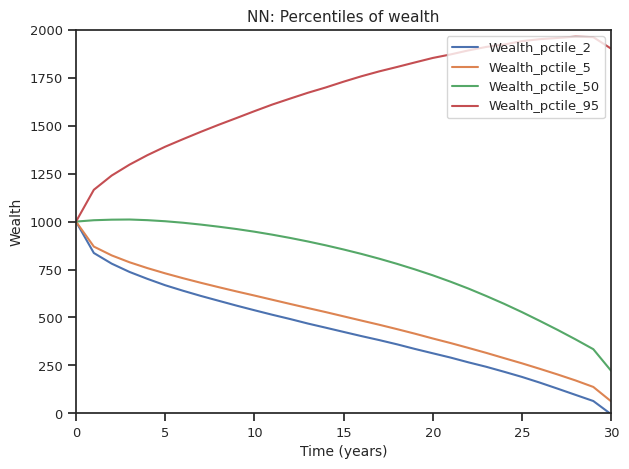 NN: Percentiles of wealth
2000
1750
1500
1250
1000
750
500
250
0
Wealth
Wealth_pctile_2
Wealth_pctile_5
Wealth_pctile_50
Wealth_pctile_95
0 5 10 15 20 25 30
Time (years)